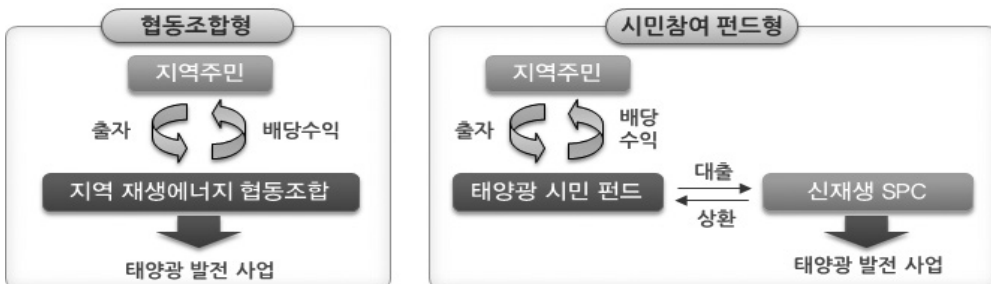 협동조합형
지역주민
출자
배당수익
지역 재생에너지 협동조합
태양광 발전 사업
시민참여 펀드형
지역주민
출자
배당
수익
태양광 시민 펀드
대출
상환
신재생 SPC
태양광 발전 사업